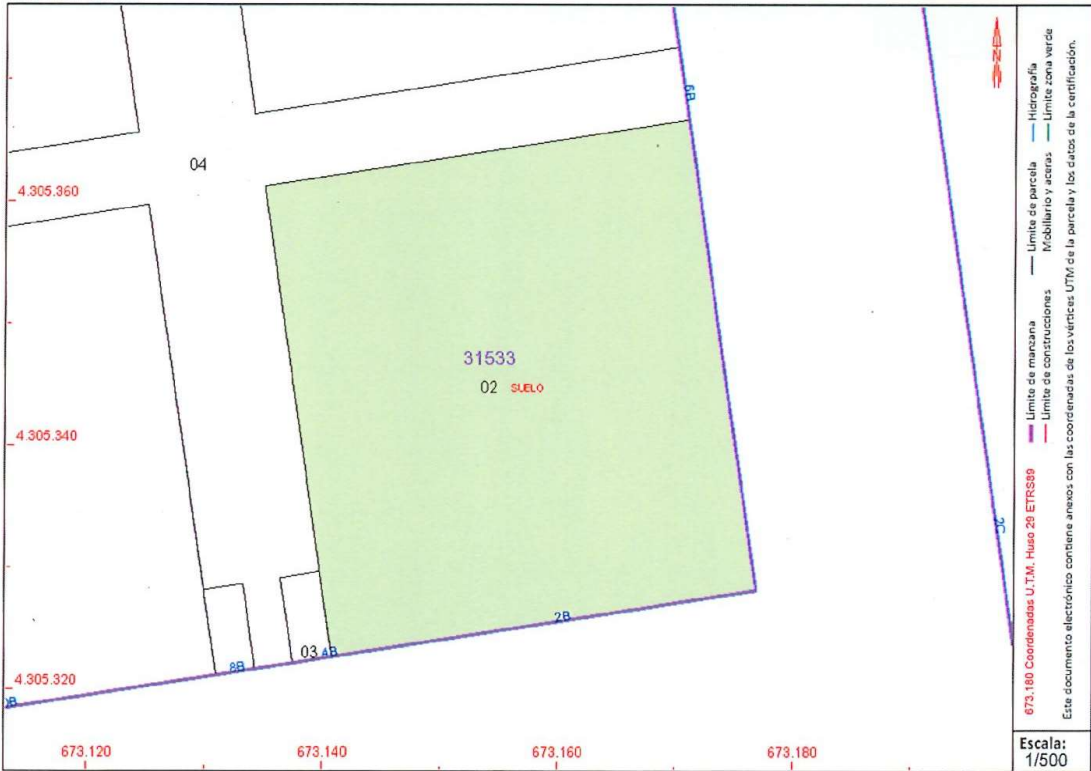 6B
04
4.305.360
31533
02 SUELO
4.305.340
2C
2B
03 4B
8B
4.305.320
673.120
673.140
673.160
673.180
673.180 Coordenadas U.T.M. Huso 29 ETRS89
Límite de manzana
Límite de parcela
Hidrografía
Límite de construcciones
Mobiliario y aceras
Límite zona verde
Este documento electrónico contiene anexos con las coordenadas de los vértices UTM de la parcela y los datos de la certificación.
Escala:
1/500